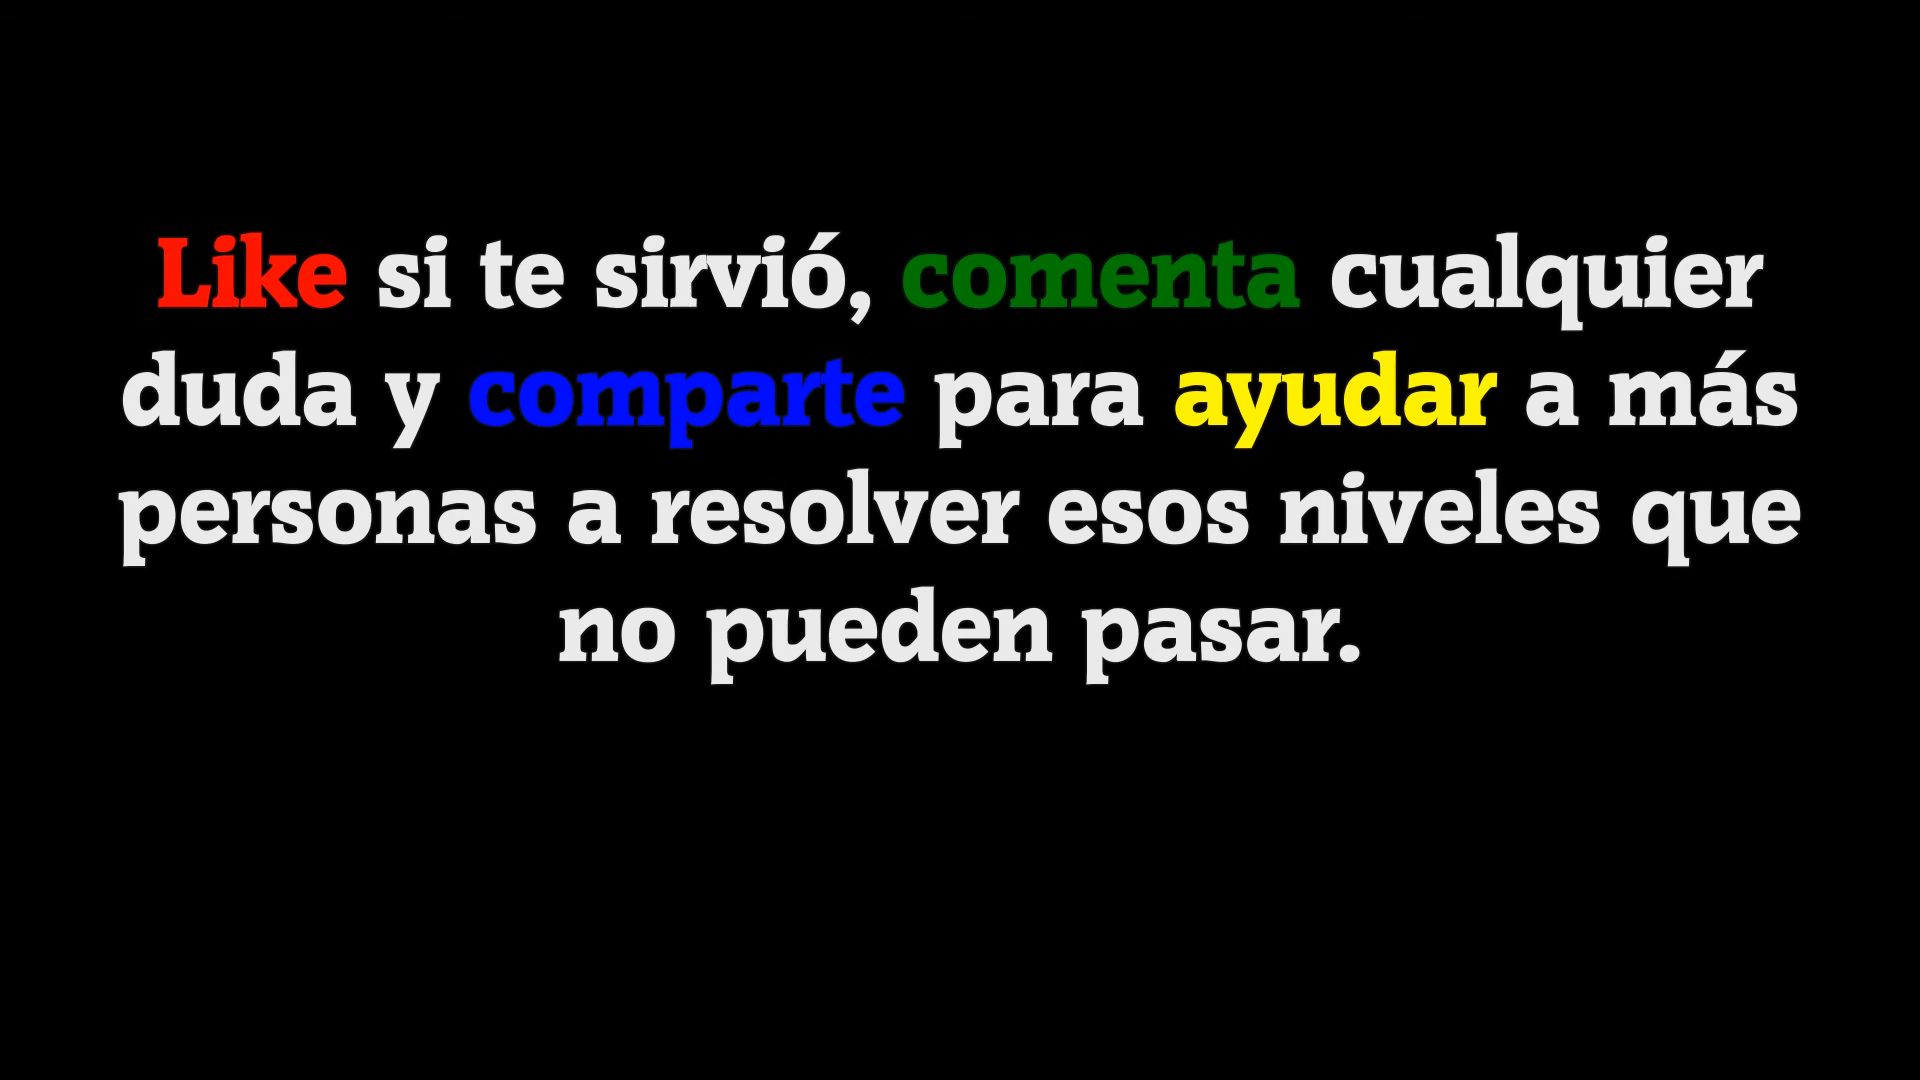 Like si te sirvió, comenta cualquier
duda y comparte para ayudar a más
personas a resolver esos niveles que
no pueden pasar.